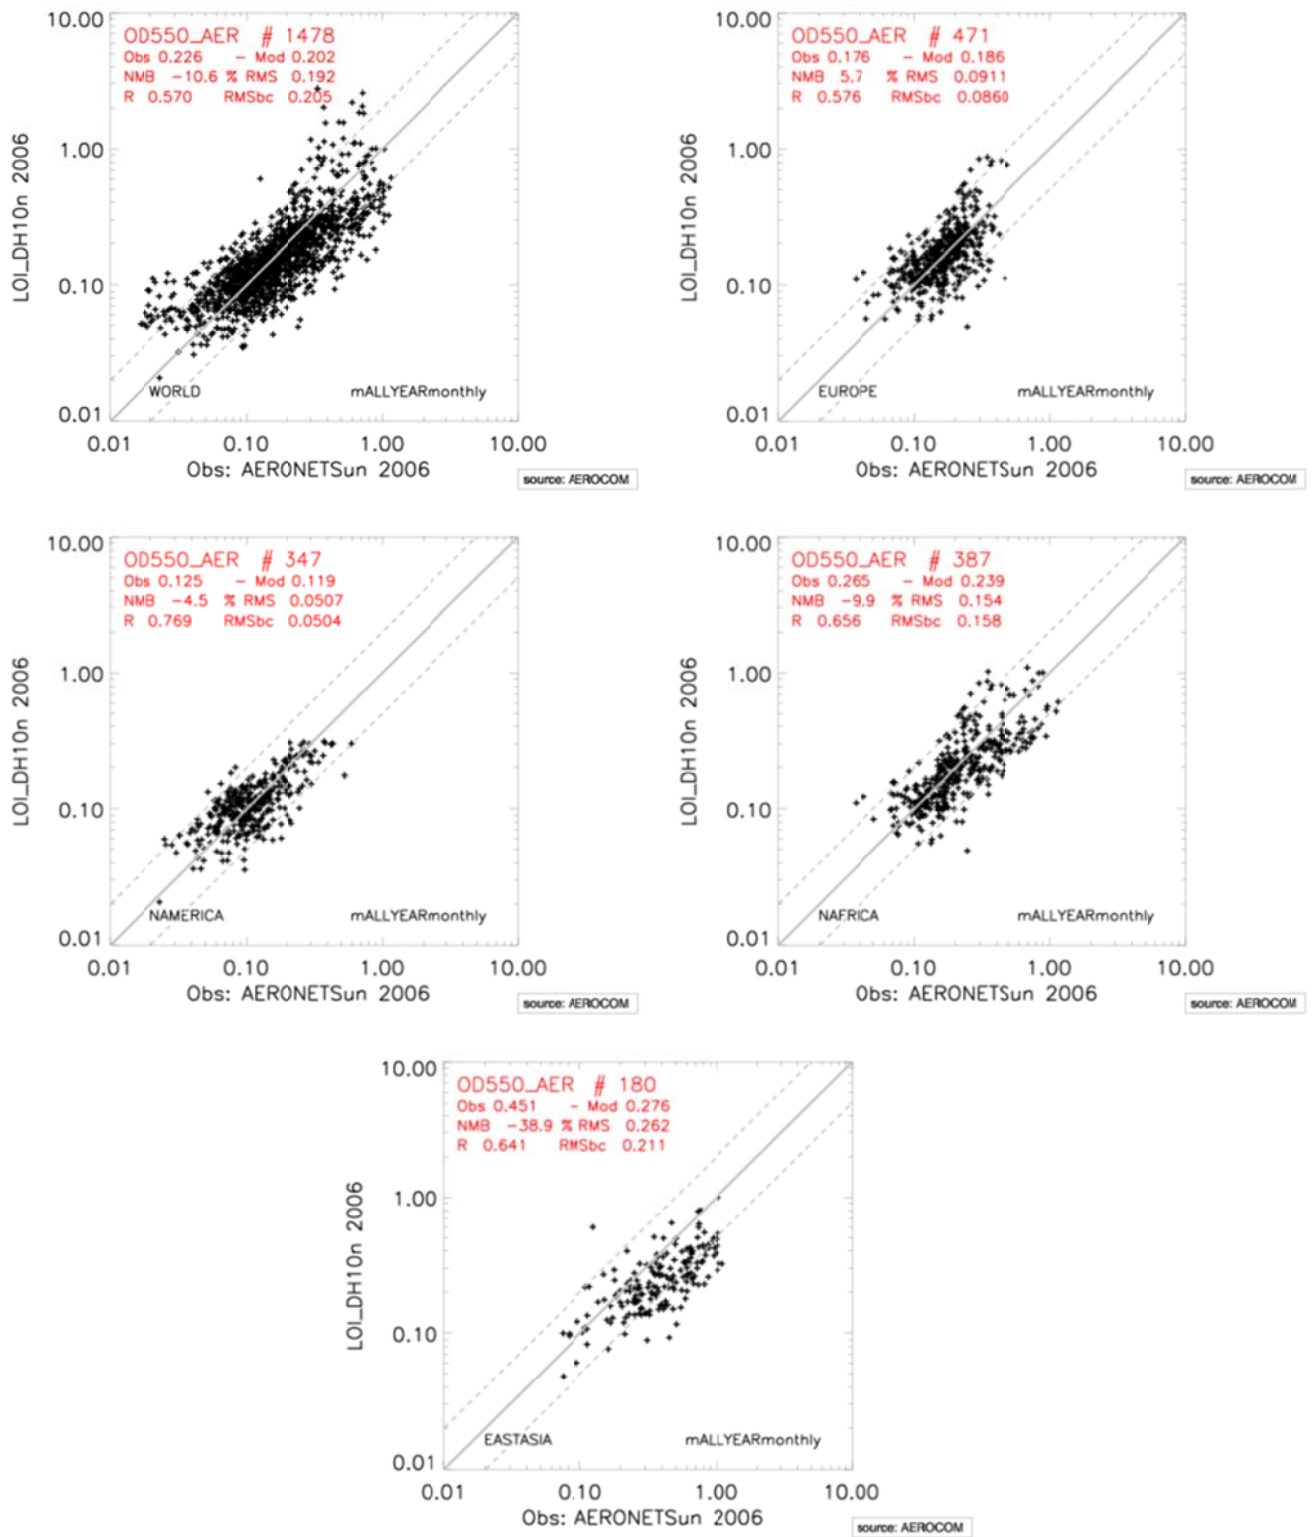 10.00
OD550_AER # 1478
Obs 0.226 - Mod 0.202
NMB -10.6 % RMS 0.192
R 0.570 RMSbc 0.205
1.00
LOI_DH10n 2006
0.10
WORLD mALLYEARmonthly
0.01
0.01 0.10 1.00 10.00
Obs: AERONETSun 2006
source: AEROCOM
10.00
OD550_AER # 471
Obs 0.176 - Mod 0.186
NMB 5.7 % RMS 0.0911
R 0.576 RMSbc 0.0860
1.00
LOI_DH10n 2006
0.10
EUROPE mALLYEARmonthly
0.01
0.01 0.10 1.00 10.00
Obs: AERONETSun 2006
source: AEROCOM
10.00
OD550_AER # 347
Obs 0.125 - Mod 0.119
NMB -4.5 % RMS 0.0507
R 0.769 RMSbc 0.0504
1.00
LOI_DH10n 2006
0.10
NAMERICA mALLYEARmonthly
0.01
0.01 0.10 1.00 10.00
Obs: AERONETSun 2006
source: AEROCOM
10.00
OD550_AER # 387
Obs 0.265 - Mod 0.239
NMB -9.9 % RMS 0.154
R 0.656 RMSbc 0.158
1.00
LOI_DH10n 2006
0.10
NAFRICA mALLYEARmonthly
0.01
0.01 0.10 1.00 10.00
Obs: AERONETSun 2006
source: AEROCOM
10.00
OD550_AER # 180
Obs 0.451 - Mod 0.276
NMB -38.9 % RMS 0.262
R 0.641 RMSbc 0.211
1.00
LOI_DH10n 2006
0.10
EASTASIA mALLYEARmonthly
0.01
0.01 0.10 1.00 10.00
Obs: AERONETSun 2006
source: AEROCOM